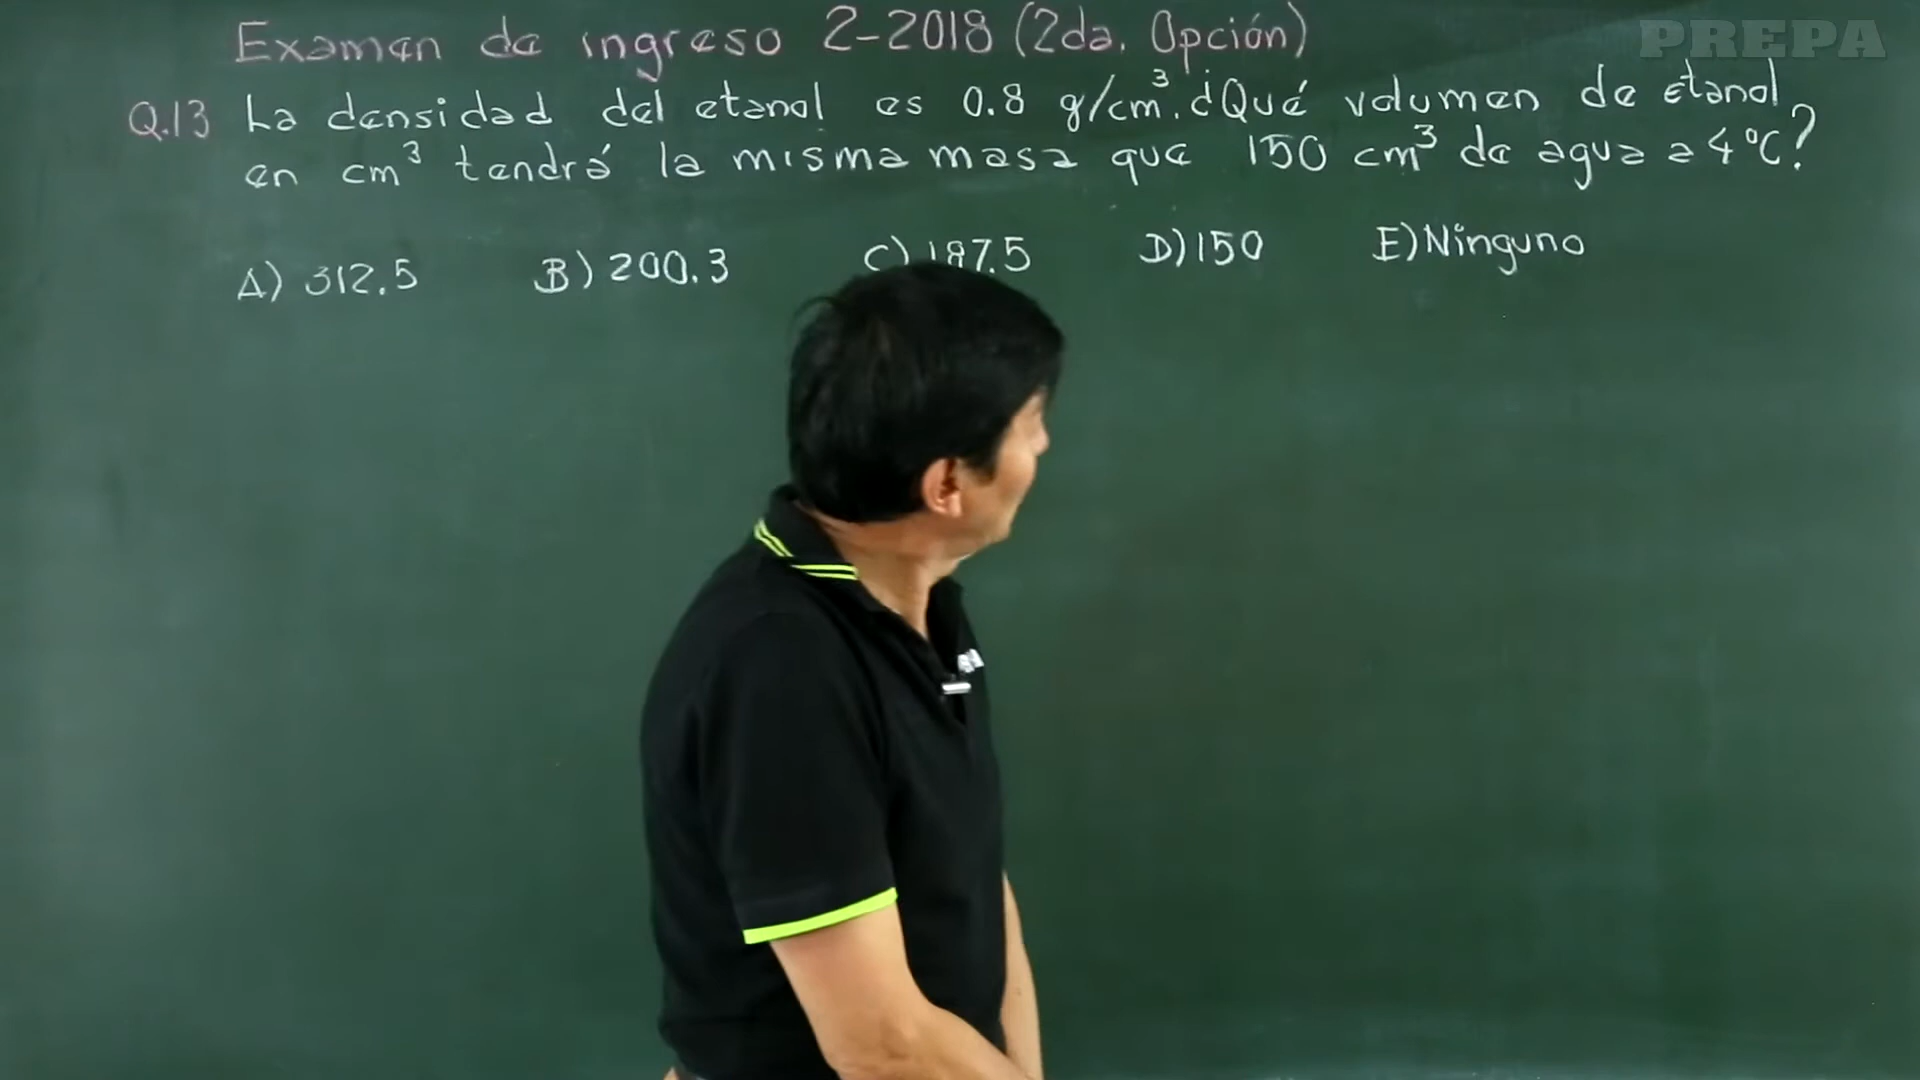 PREPA
Examen de ingreso 2-2018 (2da. Opción)
Q.13 La densidad del etanol es 0.8 g/cm³. ¿Qué volumen de etanol
en cm³ tendrá la misma masa que 150 cm³ de agua a 4°C?
A) 312.5 B) 200.3 C) 187.5 D) 150 E) Ninguno